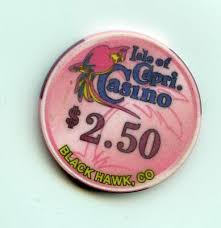 Isle of
Capri
Casino
$2.50
BLACK HAWK, CO